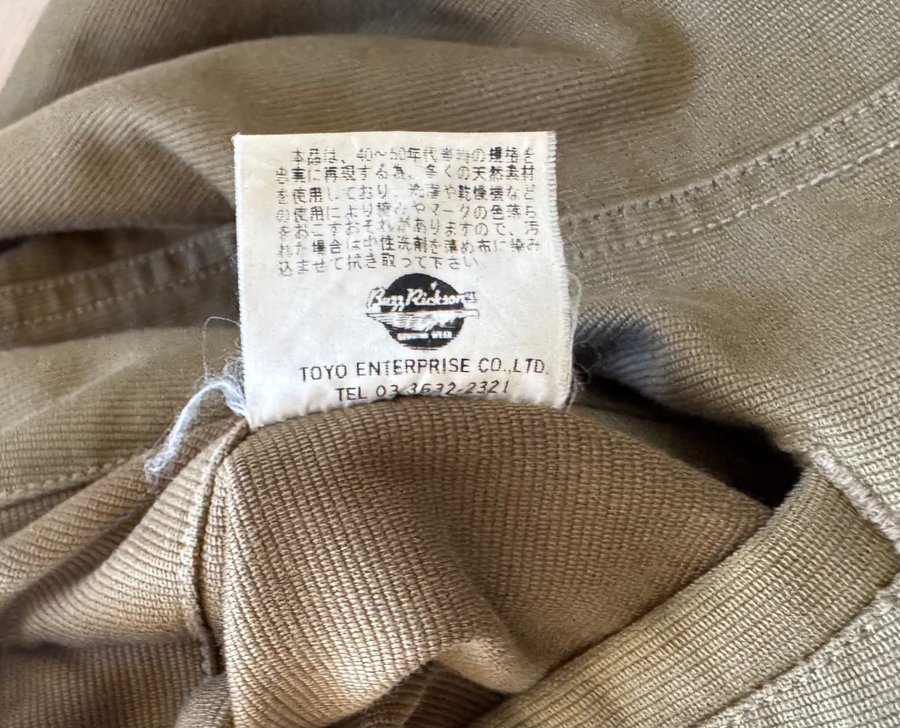 本品は、40〜50年代当時の規格を
忠実に再現する為、多くの天然素材
を使用しており、洗濯や乾燥機など
の使用により縮みやマークの色落ち
をおこすおそれがありますので、汚
れた場合は中性洗剤を薄め布に染み
込ませて拭き取って下さい
Buzz Rickson's
GENUINE WEAR
TOYO ENTERPRISE CO.,LTD.
TEL 03-3632-2321